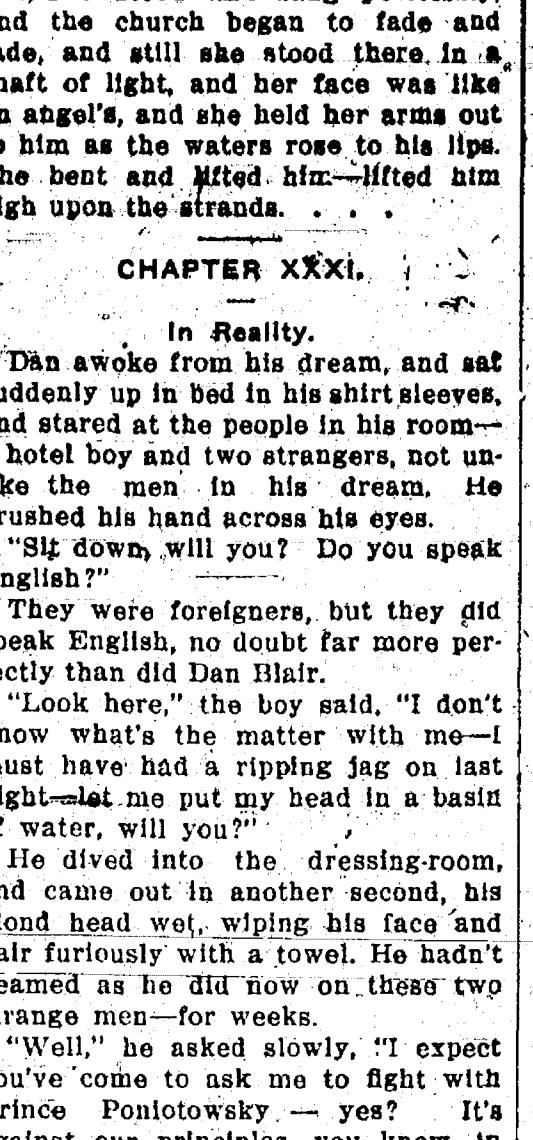 nd the church began to fade and
ade, and still she stood there in a
haft of light, and her face was like
n angel's, and she held her arms out
o him as the waters rose to his lips.
he bent and lifted him—lifted him
igh upon the strands. . . .
CHAPTER XXXI.
In Reality.
Dan awoke from his dream, and sat
uddenly up in bed in his shirt sleeves,
nd stared at the people in his room—
hotel boy and two strangers, not un-
ke the men in his dream. He
rushed his hand across his eyes.
"Sit down, will you? Do you speak
nglish?"
They were foreigners, but they did
peak English, no doubt far more per-
ectly than did Dan Blair.
"Look here," the boy said, "I don't
now what's the matter with me—I
ust have had a ripping jag on last
ight—let me put my head in a basin
f water, will you?"
He dived into the dressing-room,
nd came out in another second, his
lond head wet, wiping his face and
air furiously with a towel. He hadn't
eamed as he did now on these two
range men—for weeks.
"Well," he asked slowly, "I expect
ou've come to ask me to fight with
rince Poniotowsky — yes? It's
gainst our principles, you know, in